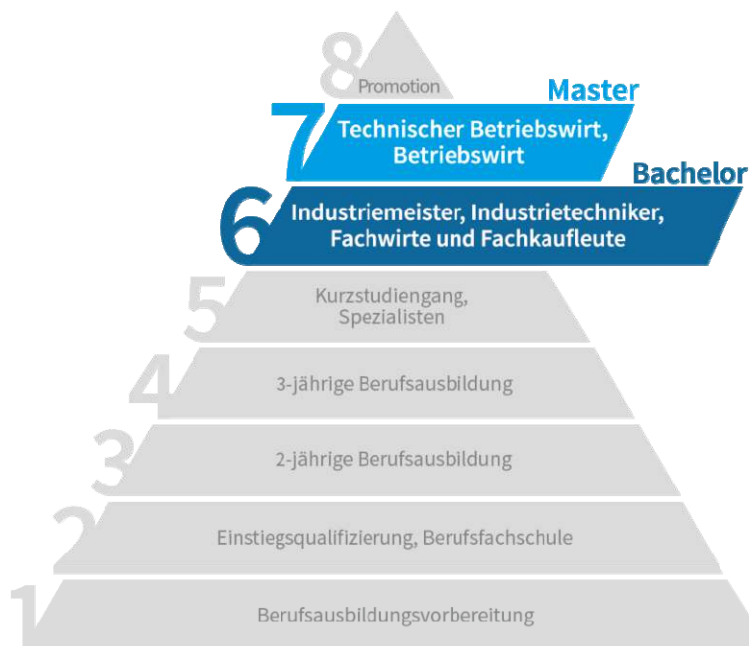 8
Promotion
Master
7
Technischer Betriebswirt,
Betriebswirt
Bachelor
6
Industriemeister, Industrietechniker,
Fachwirte und Fachkaufleute
5
Kurzstudiengang,
Spezialisten
4
3-jährige Berufsausbildung
3
2-jährige Berufsausbildung
2
Einstiegsqualifizierung, Berufsfachschule
1
Berufsausbildungsvorbereitung